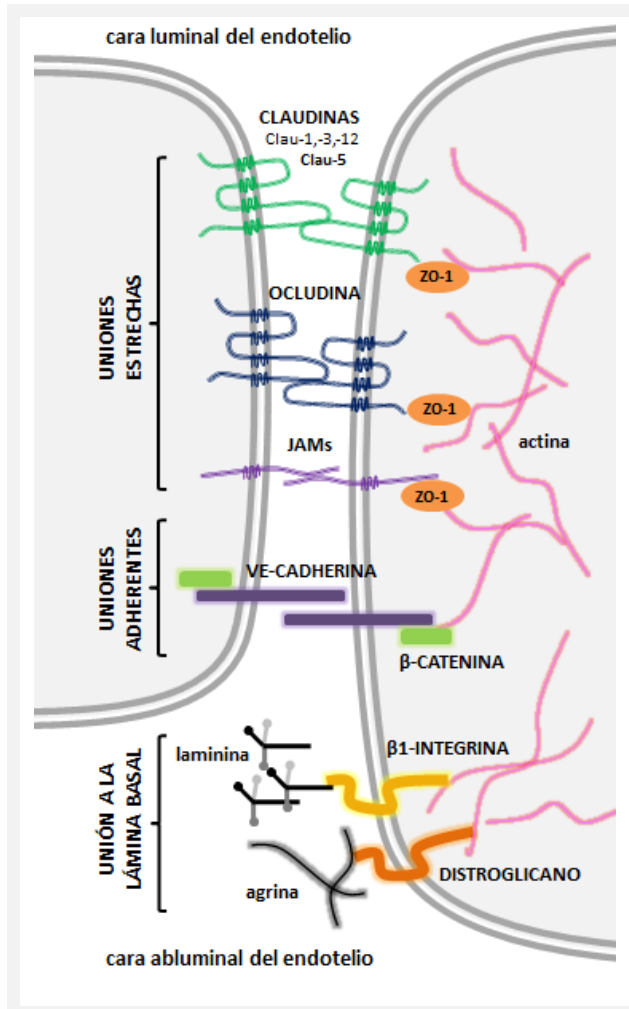 cara luminal del endotelio
CLAUDINAS
Clau-1,-3,-12
Clau-5
UNIONES
ESTRECHAS
ZO-1
OCLUDINA
ZO-1
actina
JAMs
ZO-1
UNIONES
ADHERENTES
VE-CADHERINA
β-CATENINA
UNIÓN A LA
LÁMINA BASAL
laminina
β1-INTEGRINA
agrina
DISTROGLICANO
cara abluminal del endotelio